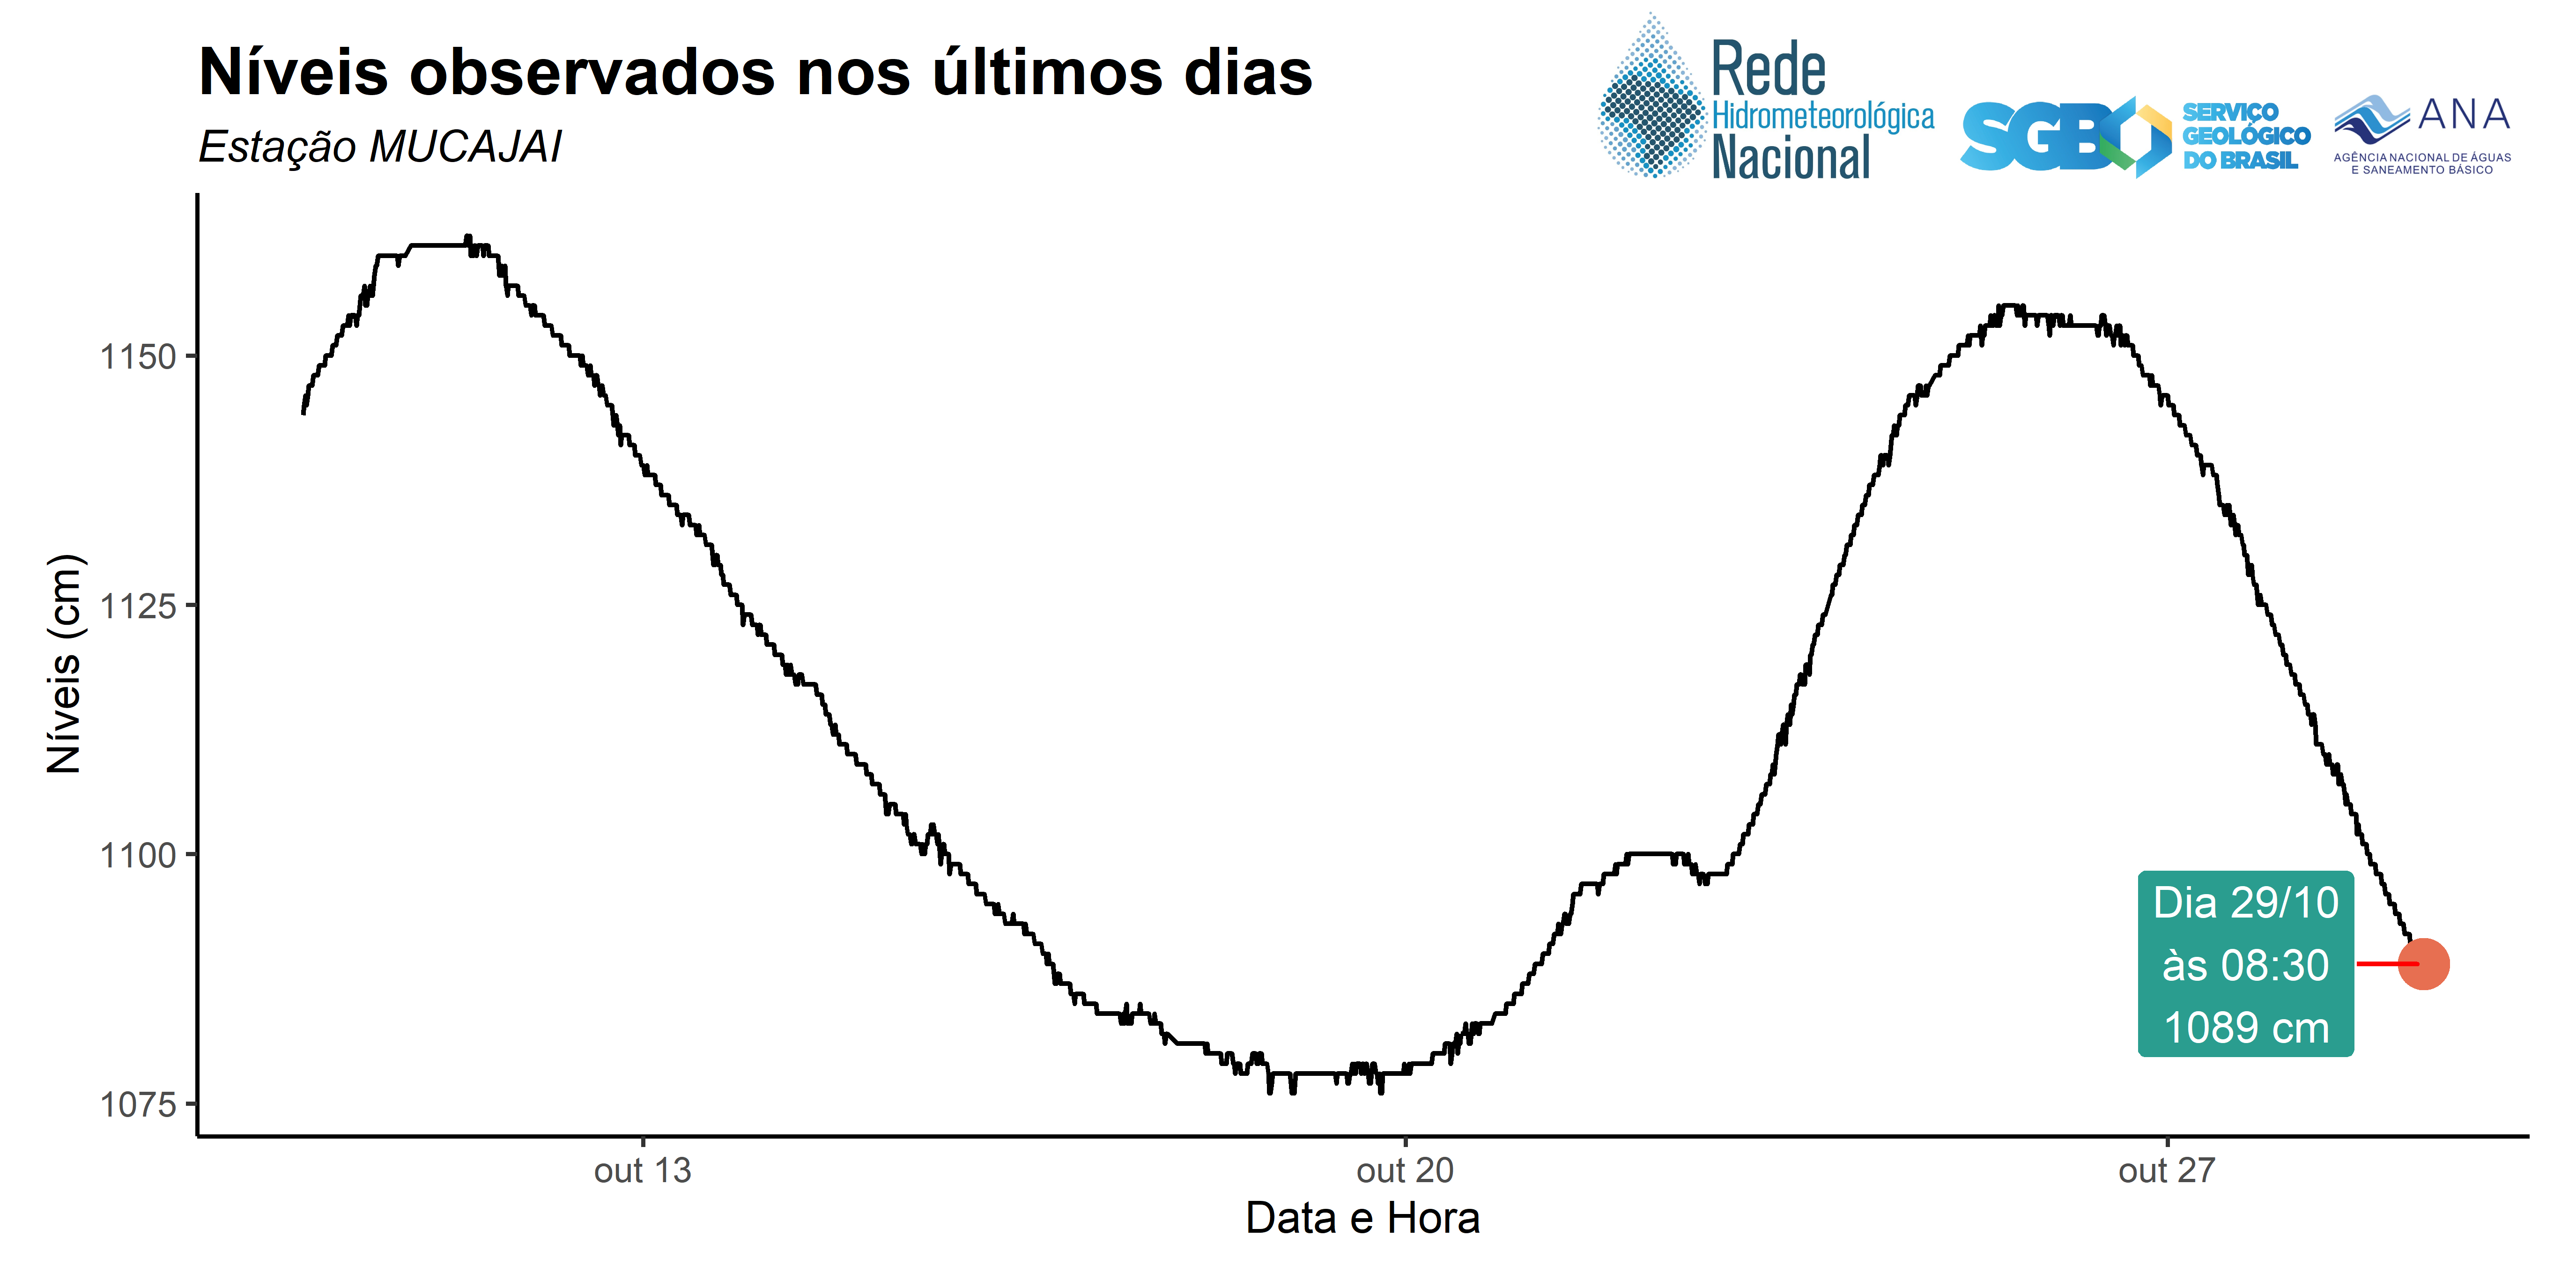 Níveis observados nos últimos dias
Estação MUCAJAI
Rede
Hidrometeorológica
Nacional
SGB
SERVIÇO
GEOLÓGICO
DO BRASIL
ANA
AGÊNCIA NACIONAL DE ÁGUAS
E SANEAMENTO BÁSICO
Níveis (cm)
1150
1125
1100
1075
Dia 29/10
às 08:30
1089 cm
out 13
out 20
out 27
Data e Hora